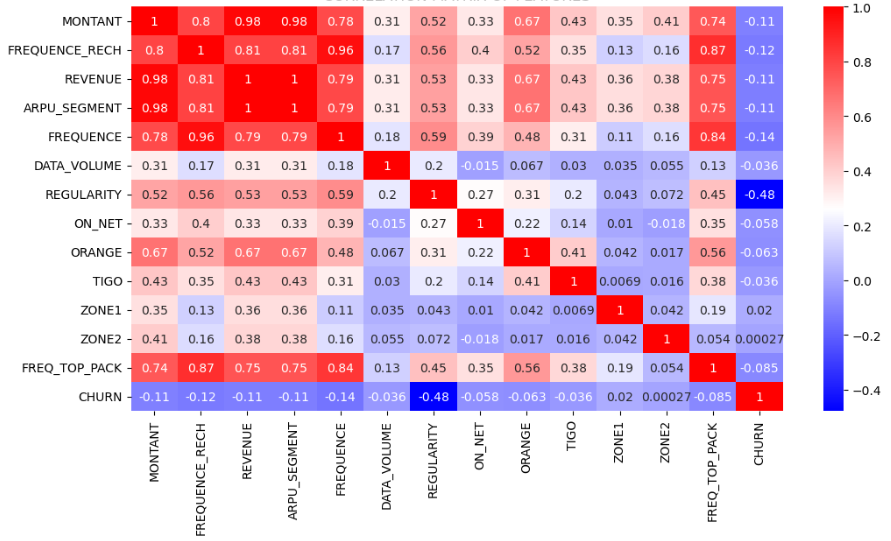 MONTANT 1 0.8 0.98 0.98 0.78 0.31 0.52 0.33 0.67 0.43 0.35 0.41 0.74 -0.11 1.0
FREQUENCE_RECH 0.8 1 0.81 0.81 0.96 0.17 0.56 0.4 0.52 0.35 0.13 0.16 0.87 -0.12 0.8
REVENUE 0.98 0.81 1 1 0.79 0.31 0.53 0.33 0.67 0.43 0.36 0.38 0.75 -0.11
ARPU_SEGMENT 0.98 0.81 1 1 0.79 0.31 0.53 0.33 0.67 0.43 0.36 0.38 0.75 -0.11 0.6
FREQUENCE 0.78 0.96 0.79 0.79 1 0.18 0.59 0.39 0.48 0.31 0.11 0.16 0.84 -0.14
DATA_VOLUME 0.31 0.17 0.31 0.31 0.18 1 0.2 -0.015 0.067 0.03 0.035 0.055 0.13 -0.036 0.4
REGULARITY 0.52 0.56 0.53 0.53 0.59 0.2 1 0.27 0.31 0.2 0.043 0.072 0.45 -0.48
ON_NET 0.33 0.4 0.33 0.33 0.39 -0.015 0.27 1 0.22 0.14 0.01 -0.018 0.35 -0.058 0.2
ORANGE 0.67 0.52 0.67 0.67 0.48 0.067 0.31 0.22 1 0.41 0.042 0.017 0.56 -0.063
TIGO 0.43 0.35 0.43 0.43 0.31 0.03 0.2 0.14 0.41 1 0.0069 0.016 0.38 -0.036 0.0
ZONE1 0.35 0.13 0.36 0.36 0.11 0.035 0.043 0.01 0.042 0.0069 1 0.042 0.19 0.02
ZONE2 0.41 0.16 0.38 0.38 0.16 0.055 0.072 -0.018 0.017 0.016 0.042 1 0.054 0.00027 −0.2
FREQ_TOP_PACK 0.74 0.87 0.75 0.75 0.84 0.13 0.45 0.35 0.56 0.38 0.19 0.054 1 -0.085
CHURN -0.11 -0.12 -0.11 -0.11 -0.14 -0.036 -0.48 -0.058 -0.063 -0.036 0.02 0.00027 -0.085 1 −0.4
MONTANT FREQUENCE_RECH REVENUE ARPU_SEGMENT FREQUENCE DATA_VOLUME REGULARITY ON_NET ORANGE TIGO ZONE1 ZONE2 FREQ_TOP_PACK CHURN